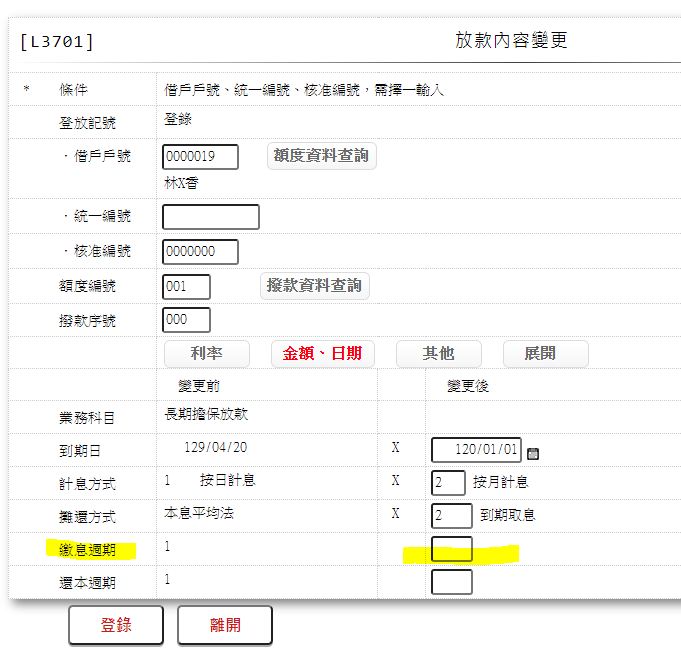 [L3701] 放款內容變更
* 條件 借戶戶號、統一編號、核准編號，需擇一輸入
登放記號 登錄
．借戶戶號 0000019 額度資料查詢
林X香
．統一編號
．核准編號 0000000
額度編號 001 撥款資料查詢
撥款序號 000
利率 金額、日期 其他 展開
變更前 變更後
業務科目 長期擔保放款
到期日 129/04/20 X 120/01/01
計息方式 1 按日計息 X 2 按月計息
攤還方式 本息平均法 X 2 到期取息
繳息週期 1
還本週期 1
登錄 離開